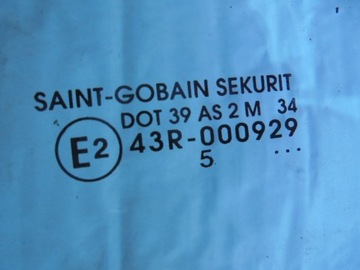 SAINT-GOBAIN SEKURIT
DOT 39 AS 2 M 34
E2 43R-000929
5 ...